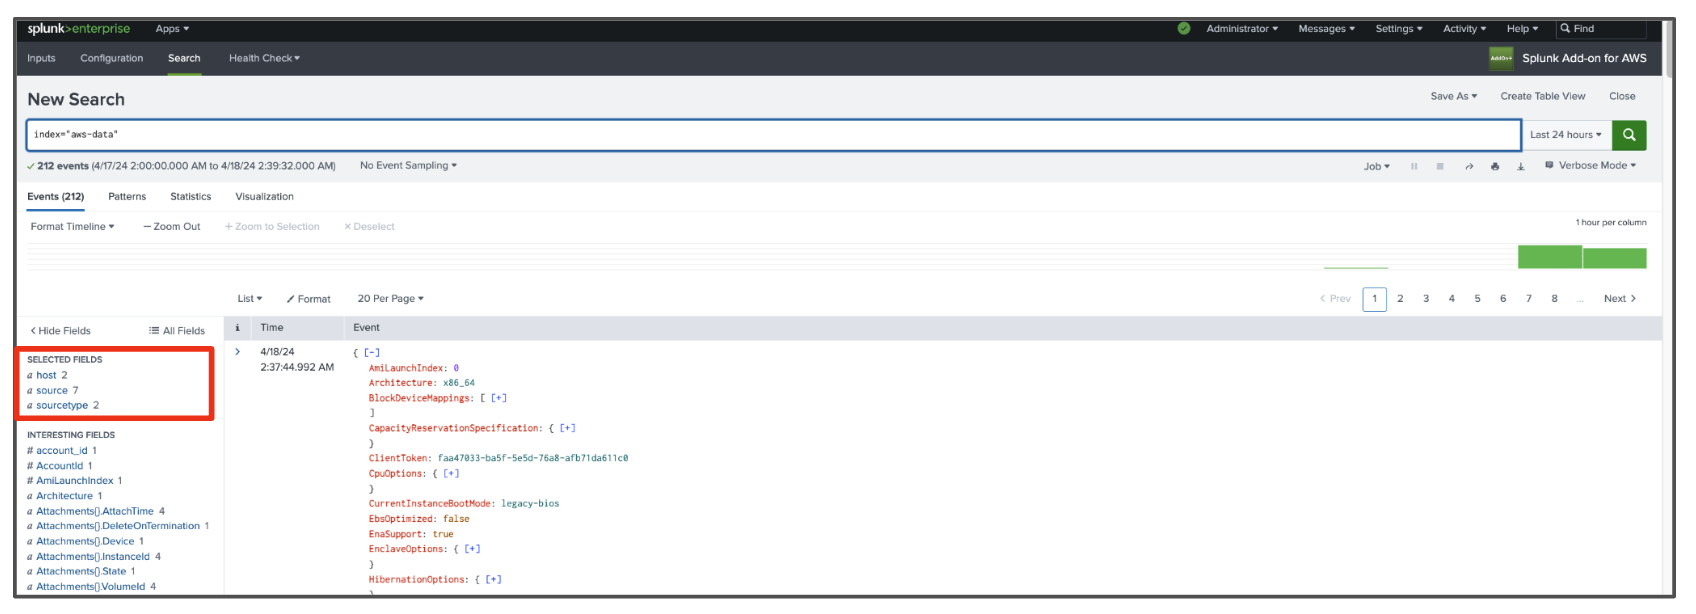 splunk>enterprise Apps ▾ Administrator ▾ Messages ▾ Settings ▾ Activity ▾ Help ▾ Find
Inputs Configuration Search Health Check ▾ Splunk Add-on for AWS
New Search Save As ▾ Create Table View Close
index="aws-data" Last 24 hours ▾
✓ 212 events (4/17/24 2:00:00.000 AM to 4/18/24 2:39:32.000 AM) No Event Sampling ▾ Job ▾ Verbose Mode ▾
Events (212) Patterns Statistics Visualization
Format Timeline ▾ — Zoom Out + Zoom to Selection × Deselect 1 hour per column
List ▾ Format 20 Per Page ▾ < Prev 1 2 3 4 5 6 7 8 ... Next >
< Hide Fields All Fields i Time Event
SELECTED FIELDS
a host 2
a source 7
a sourcetype 2
INTERESTING FIELDS
# account_id 1
# AccountId 1
# AmiLaunchIndex 1
a Architecture 1
a Attachments{}.AttachTime 4
a Attachments{}.DeleteOnTermination 1
a Attachments{}.Device 1
a Attachments{}.InstanceId 4
a Attachments{}.State 1
a Attachments{}.VolumeId 4
> 4/18/24
2:37:44.992 AM
{ [-]
AmiLaunchIndex: 0
Architecture: x86_64
BlockDeviceMappings: [ [+]
]
CapacityReservationSpecification: { [+]
}
ClientToken: faa47033-ba5f-5e5d-76a8-afb71da611c0
CpuOptions: { [+]
}
CurrentInstanceBootMode: legacy-bios
EbsOptimized: false
EnaSupport: true
EnclaveOptions: { [+]
}
HibernationOptions: { [+]